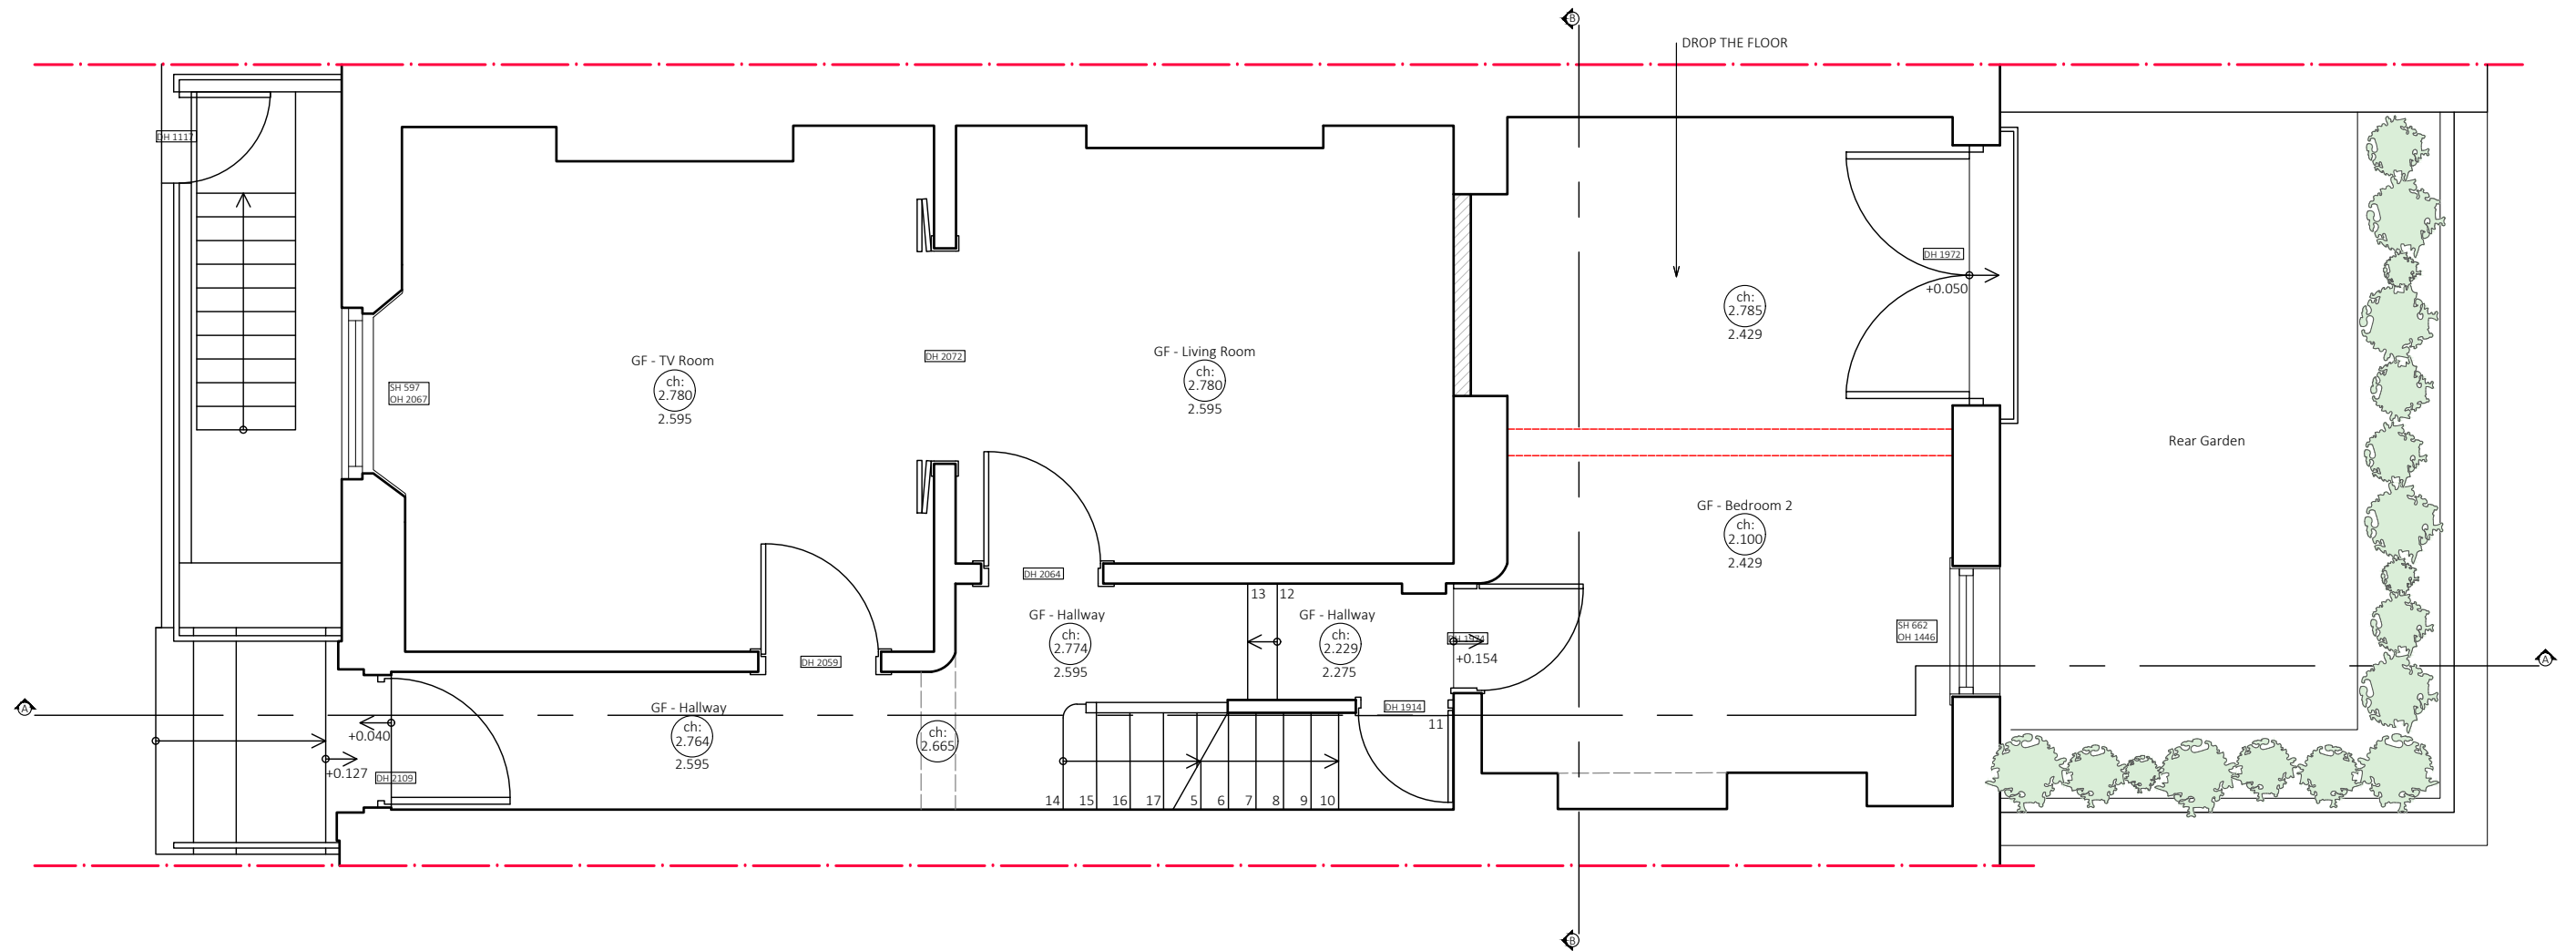 B
DROP THE FLOOR
DH 1117
DH 1972
+0.050
ch:
2.785
2.429
GF - TV Room
ch:
2.780
2.595
DH 2072
GF - Living Room
ch:
2.780
2.595
SH 597
OH 2067
Rear Garden
GF - Bedroom 2
ch:
2.100
2.429
DH 2064
13
12
GF - Hallway
ch:
2.774
2.595
GF - Hallway
ch:
2.229
2.275
+0.154
SH 662
OH 1446
DH 2059
A
A
GF - Hallway
ch:
2.764
2.595
ch:
2.665
DH 1914
11
+0.040
+0.127
DH 2109
14
15
16
17
5
6
7
8
9
10
B